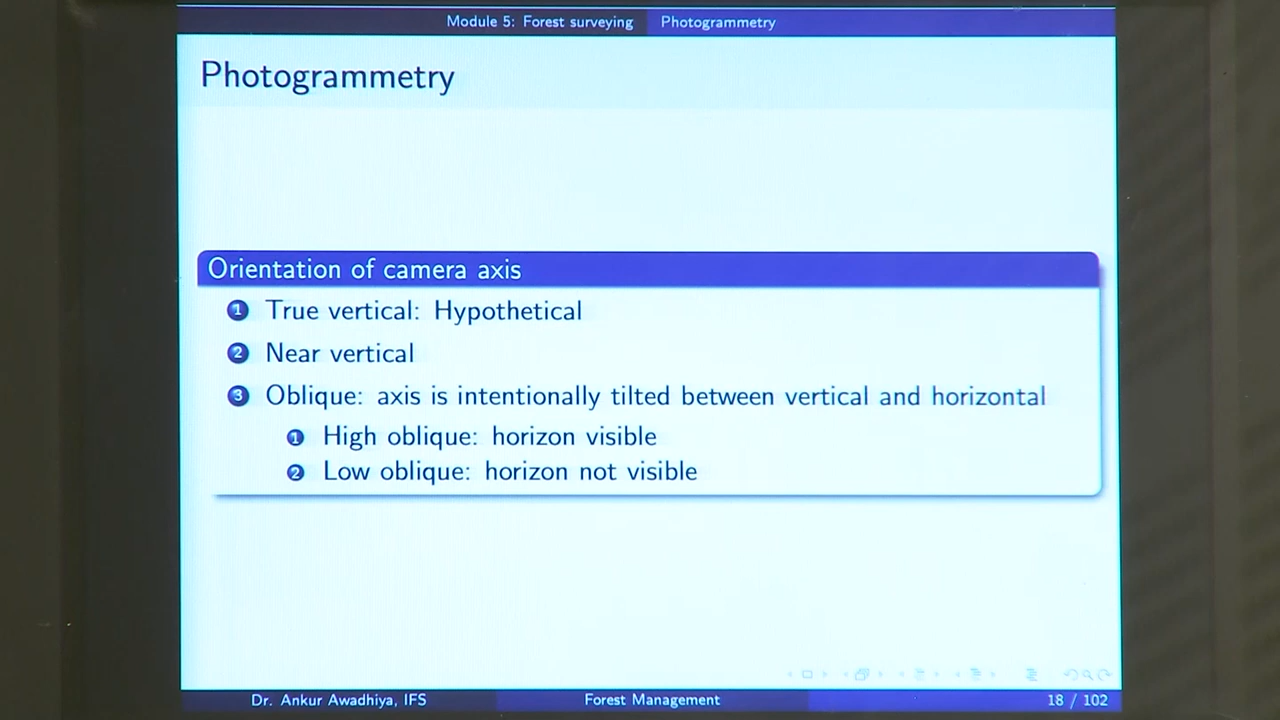 Module 5: Forest surveying Photogrammetry
Photogrammetry
Orientation of camera axis
1 True vertical: Hypothetical
2 Near vertical
3 Oblique: axis is intentionally tilted between vertical and horizontal
1 High oblique: horizon visible
2 Low oblique: horizon not visible
Dr. Ankur Awadhiya, IFS Forest Management 18 / 102